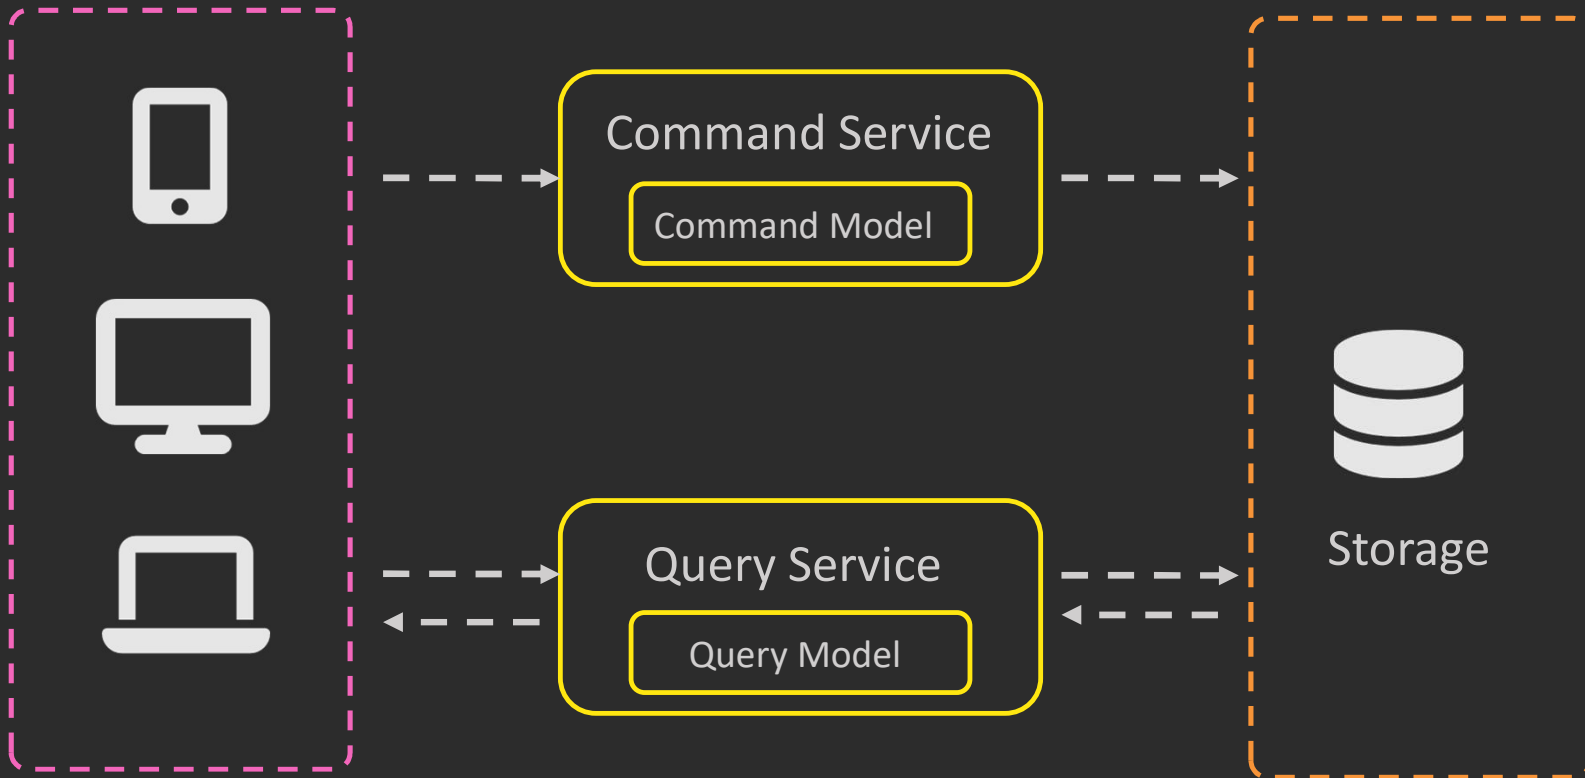 Command Service
Command Model
Query Service
Query Model
Storage